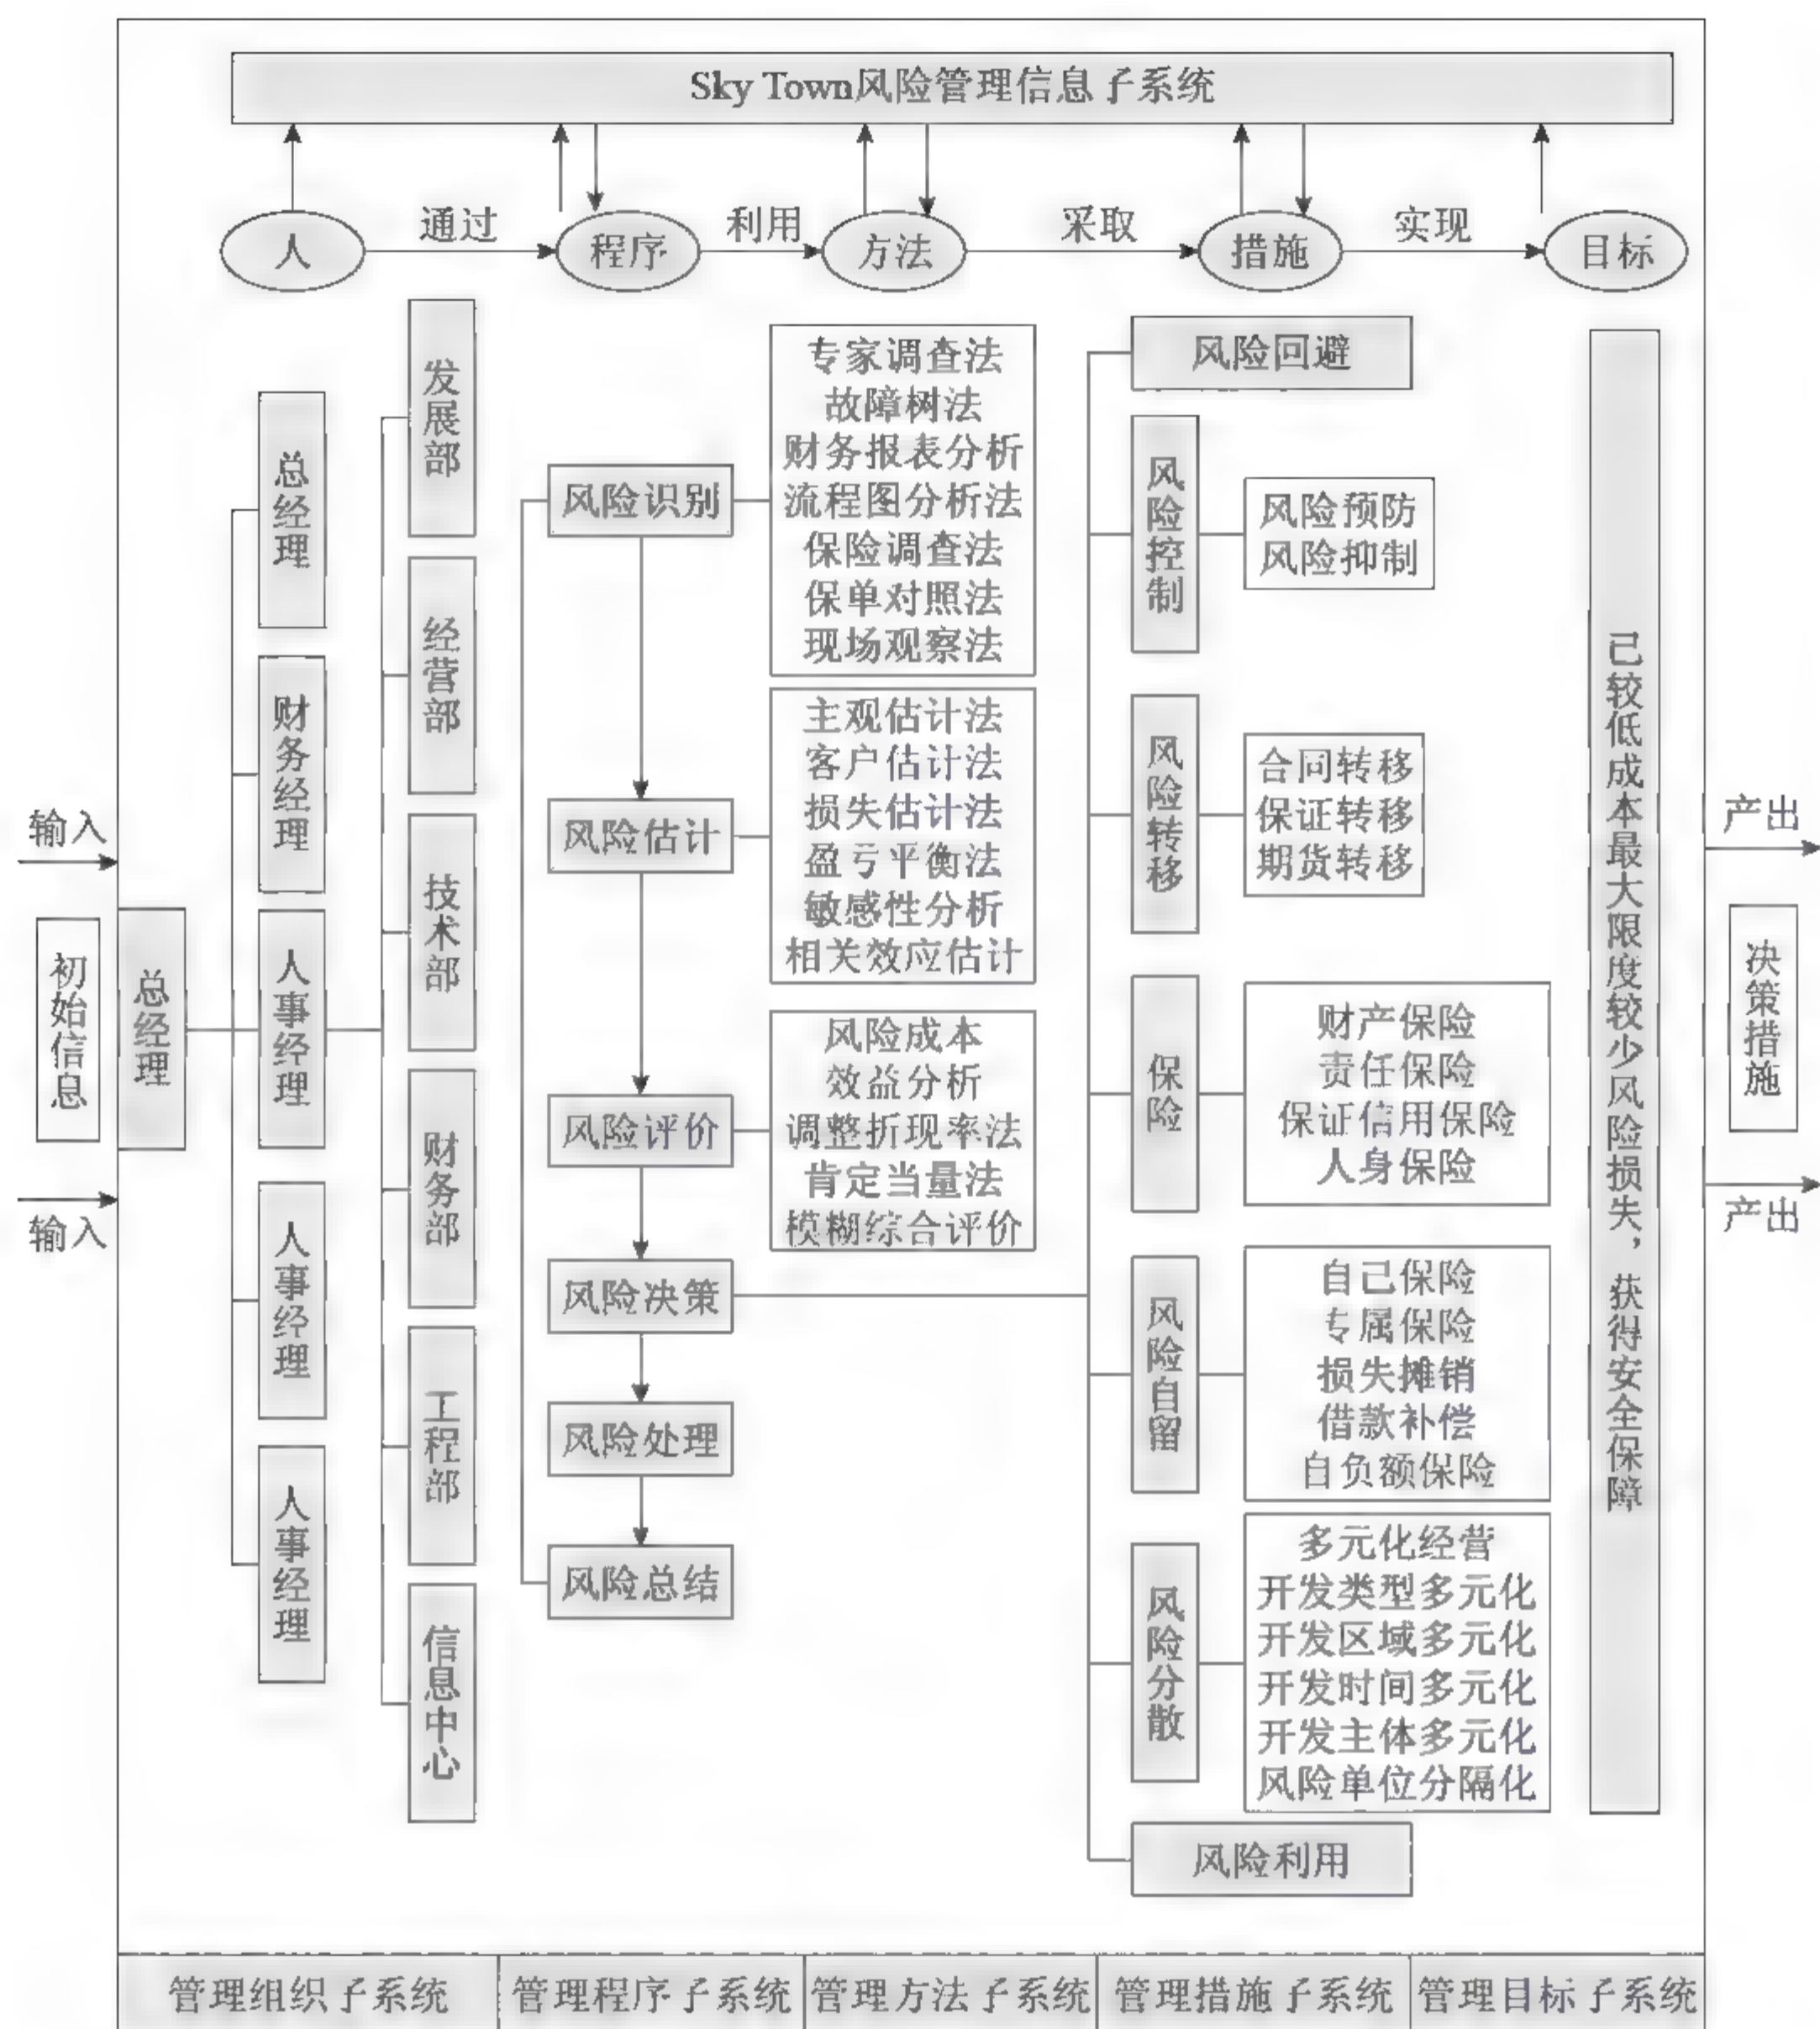 Sky Town风险管理信息子系统
人
通过
程序
利用
方法
采取
措施
实现
目标
输入
初始信息
输入
总经理
总经理
财务经理
人事经理
人事经理
人事经理
发展部
经营部
技术部
财务部
工程部
信息中心
风险识别
风险估计
风险评价
风险决策
风险处理
风险总结
专家调查法
故障树法
财务报表分析
流程图分析法
保险调查法
保单对照法
现场观察法
主观估计法
客户估计法
损失估计法
盈亏平衡法
敏感性分析
相关效应估计
风险成本
效益分析
调整折现率法
肯定当量法
模糊综合评价
风险回避
风险控制
风险预防
风险抑制
风险转移
合同转移
保证转移
期货转移
保险
财产保险
责任保险
保证信用保险
人身保险
风险自留
自己保险
专属保险
损失摊销
借款补偿
自负额保险
风险分散
多元化经营
开发类型多元化
开发区域多元化
开发时间多元化
开发主体多元化
风险单位分隔化
风险利用
已较低成本最大限度较少风险损失，获得安全保障
产出
决策措施
产出
管理组织子系统
管理程序子系统
管理方法子系统
管理措施子系统
管理目标子系统